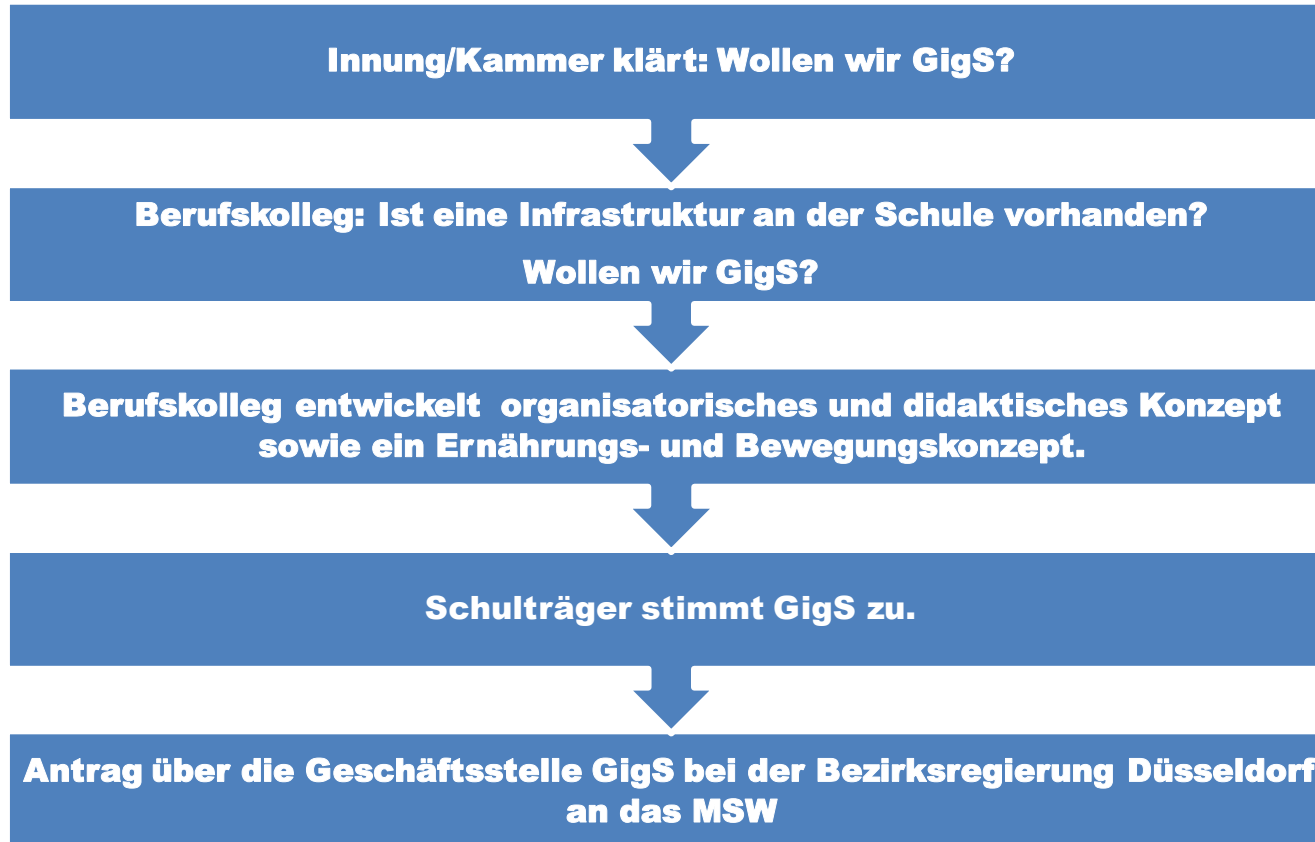 Innung/Kammer klärt: Wollen wir GigS?
Berufskolleg: Ist eine Infrastruktur an der Schule vorhanden?
Wollen wir GigS?
Berufskolleg entwickelt organisatorisches und didaktisches Konzept
sowie ein Ernährungs- und Bewegungskonzept.
Schulträger stimmt GigS zu.
Antrag über die Geschäftsstelle GigS bei der Bezirksregierung Düsseldorf
an das MSW